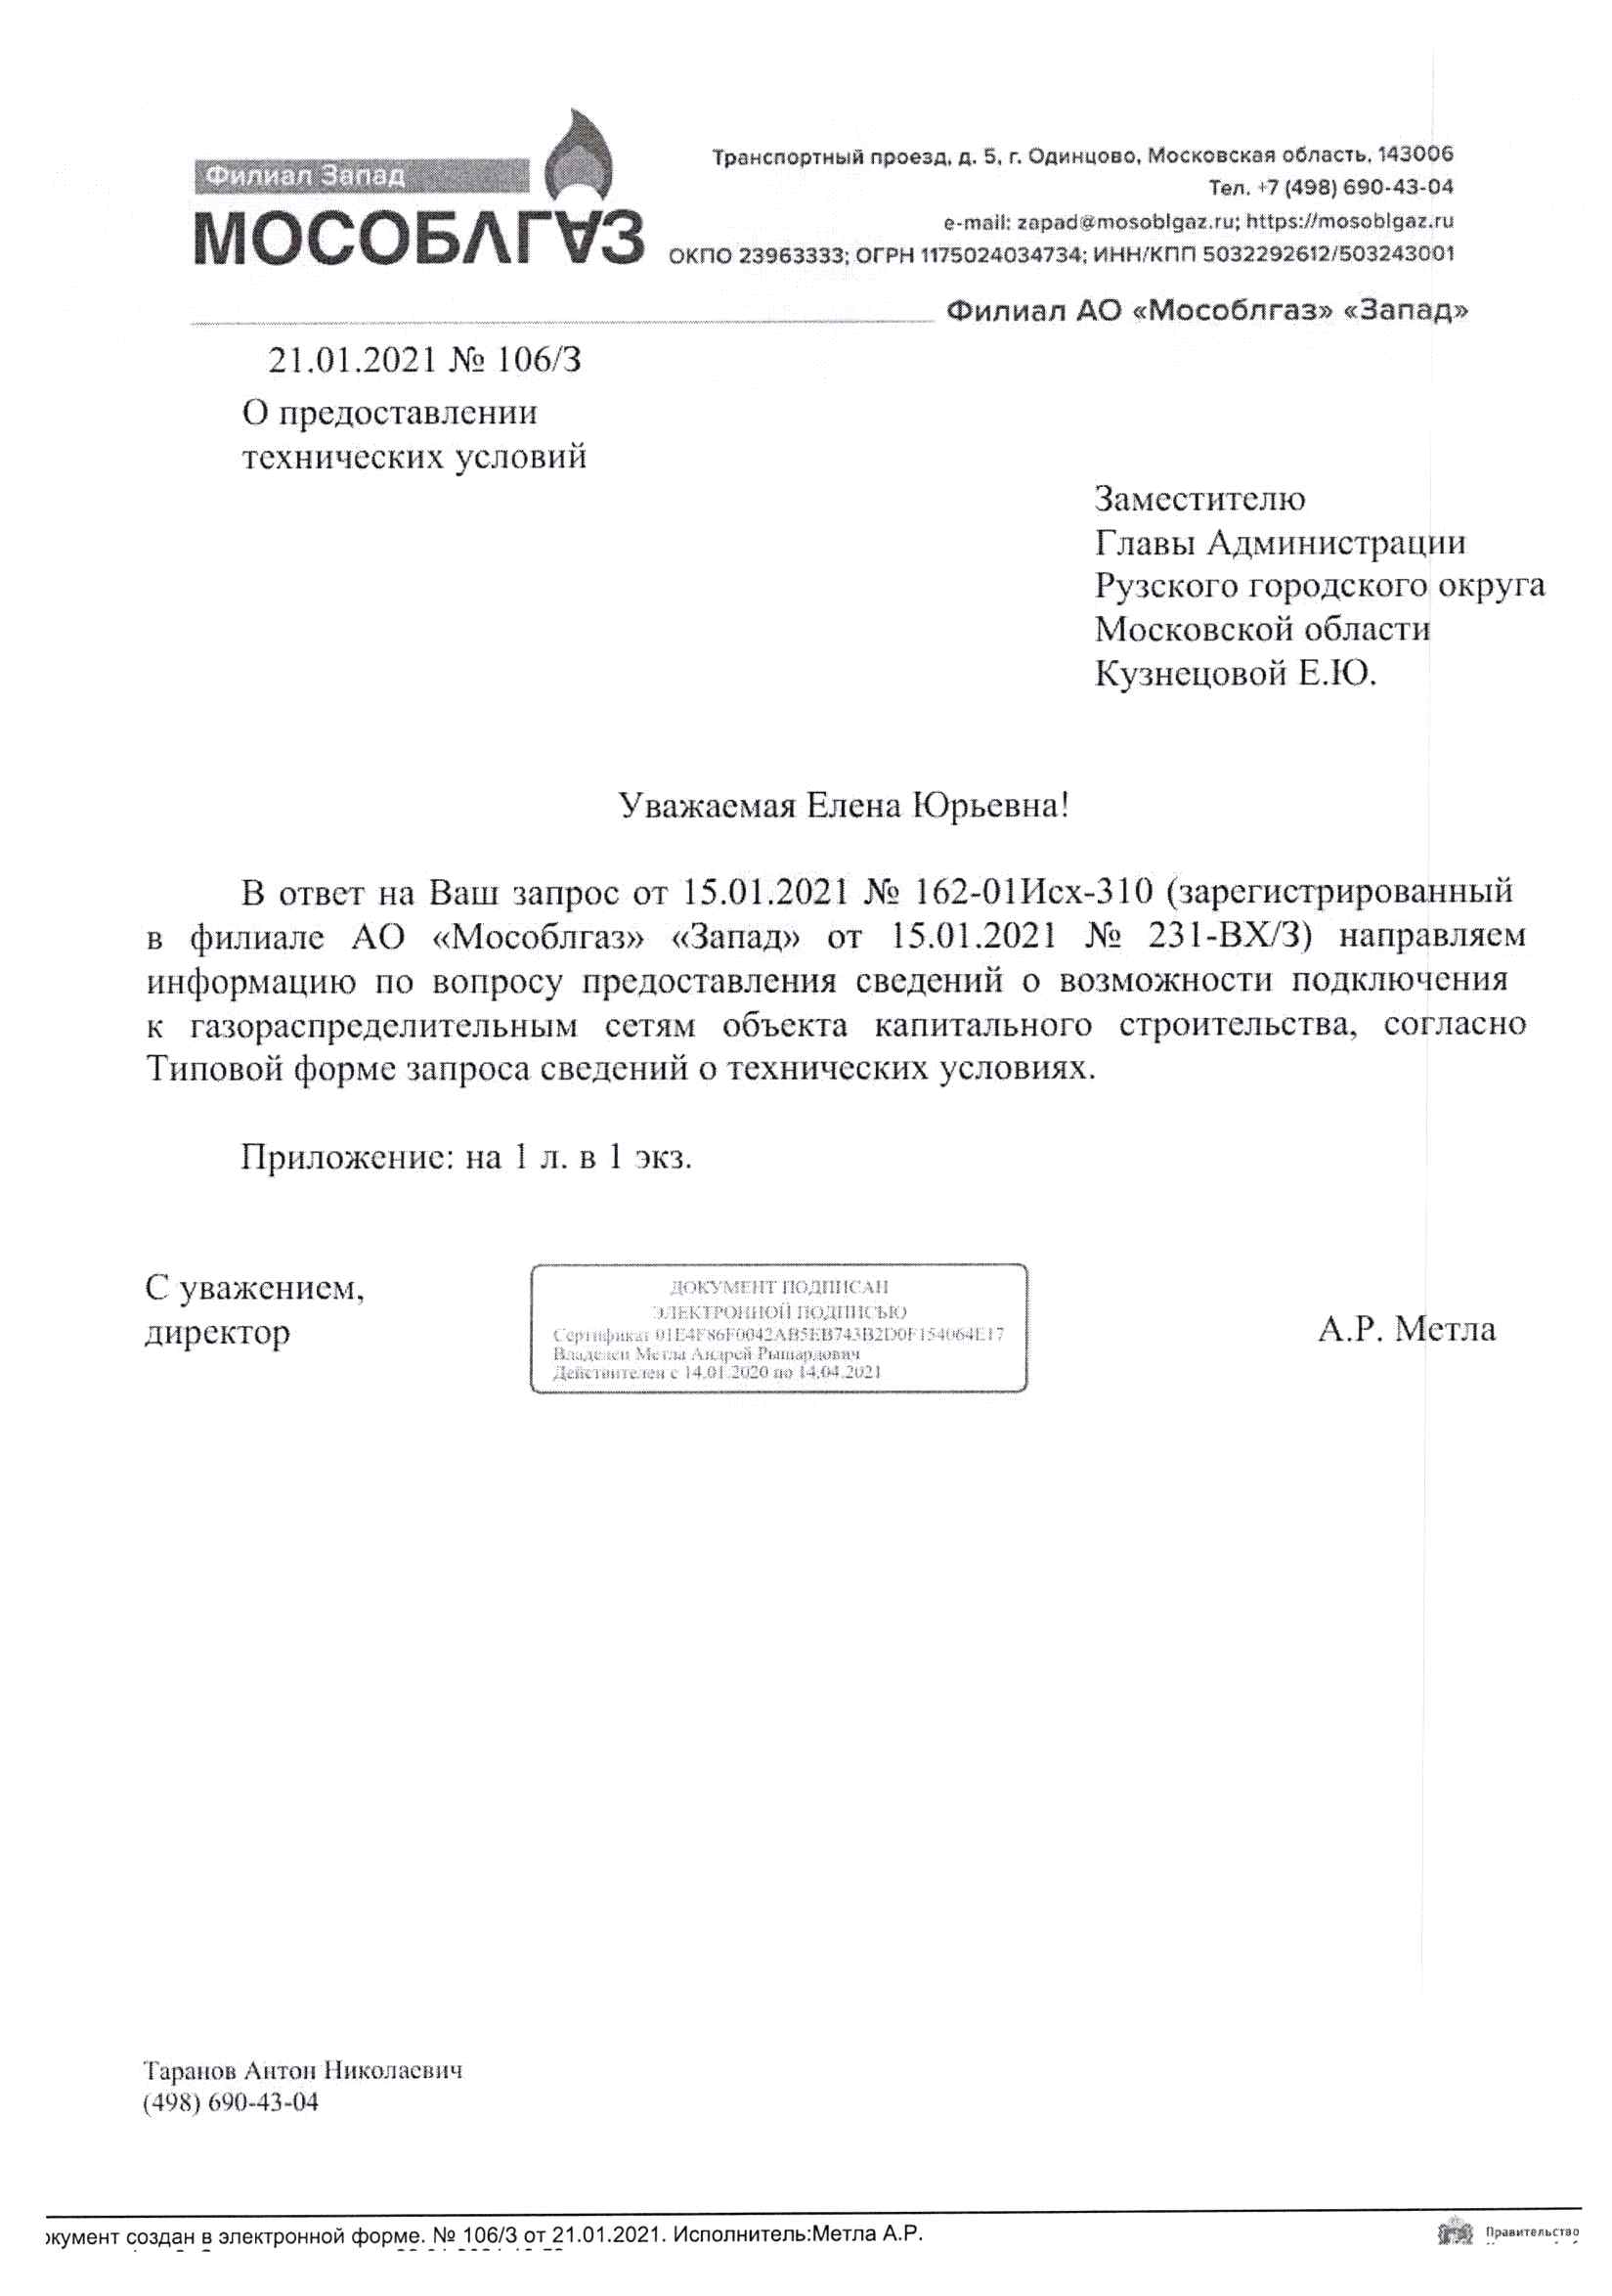 Филиал Запад
МОСОБЛГАЗ
Транспортный проезд, д. 5, г. Одинцово, Московская область, 143006
Тел. +7 (498) 690-43-04
e-mail: zapad@mosoblgaz.ru; https://mosoblgaz.ru
ОКПО 23963333; ОГРН 1175024034734; ИНН/КПП 5032292612/503243001
Филиал АО «Мособлгаз» «Запад»
21.01.2021 № 106/З
О предоставлении
технических условий
Заместителю
Главы Администрации
Рузского городского округа
Московской области
Кузнецовой Е.Ю.
Уважаемая Елена Юрьевна!
В ответ на Ваш запрос от 15.01.2021 № 162-01Исх-310 (зарегистрированный
в филиале АО «Мособлгаз» «Запад» от 15.01.2021 № 231-ВХ/З) направляем
информацию по вопросу предоставления сведений о возможности подключения
к газораспределительным сетям объекта капитального строительства, согласно
Типовой форме запроса сведений о технических условиях.
Приложение: на 1 л. в 1 экз.
С уважением,
директор
ДОКУМЕНТ ПОДПИСАН
ЭЛЕКТРОННОЙ ПОДПИСЬЮ
Сертификат 01E4F86F0042AB5EB743B2D0F154064E17
Владелец Метла Андрей Рышардович
Действителен с 14.01.2020 по 14.04.2021
А.Р. Метла
Таранов Антон Николаевич
(498) 690-43-04
окумент создан в электронной форме. № 106/З от 21.01.2021. Исполнитель:Метла А.Р.
Правительство